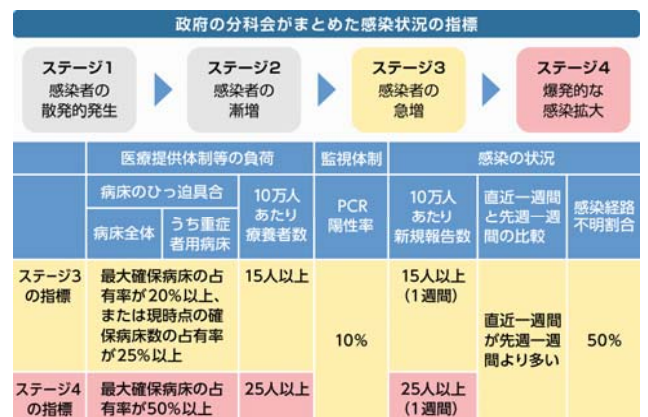 政府の分科会がまとめた感染状況の指標
ステージ1
感染者の
散発的発生
ステージ2
感染者の
漸増
ステージ3
感染者の
急増
ステージ4
爆発的な
感染拡大
医療提供体制等の負荷
監視体制
感染の状況
病床のひっ迫具合
病床全体
うち重症
者用病床
10万人
あたり
療養者数
PCR
陽性率
10万人
あたり
新規報告数
直近一週間
と先週一週
間の比較
感染経路
不明割合
ステージ3
の指標
最大確保病床の占
有率が20%以上、
または現時点の確
保病床数の占有率
が25%以上
15人以上
10%
15人以上
(1週間)
直近一週間
が先週一週
間より多い
50%
ステージ4
の指標
最大確保病床の占
有率が50%以上
25人以上
25人以上
(1週間)